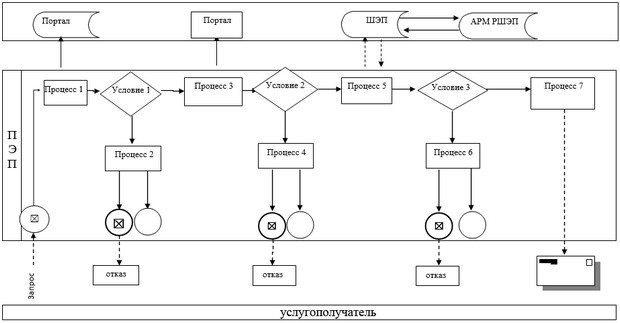 Портал
Портал
ШЭП
АРМ РШЭП
ПЭП
Процесс 1
Условие 1
Процесс 3
Условие 2
Процесс 5
Условие 3
Процесс 7
Процесс 2
Процесс 4
Процесс 6
отказ
отказ
отказ
Запрос
услугополучатель